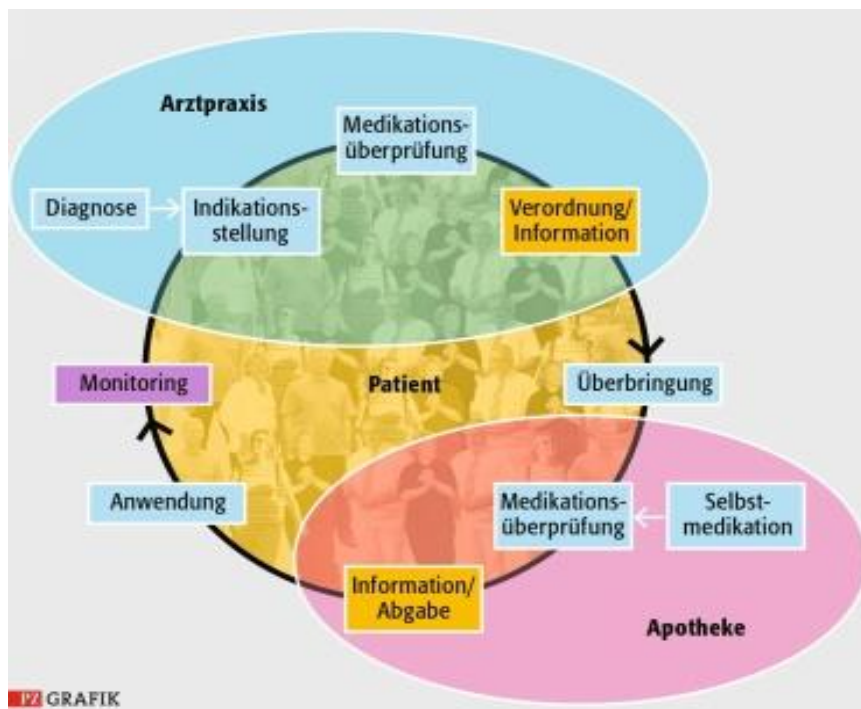 Arztpraxis
Medikations-
überprüfung
Diagnose
Indikations-
stellung
Verordnung/
Information
Monitoring
Patient
Überbringung
Anwendung
Medikations-
überprüfung
Selbst-
medikation
Information/
Abgabe
Apotheke
PZ GRAFIK